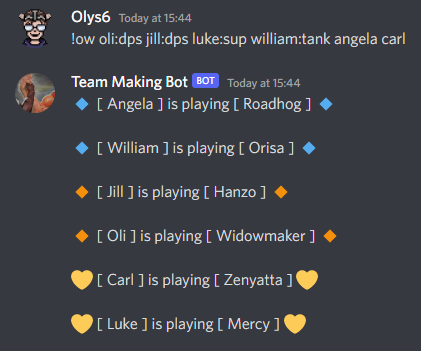 Olys6 Today at 15:44
!ow oli:dps jill:dps luke:sup william:tank angela carl
Team Making Bot BOT Today at 15:44
[ Angela ] is playing [ Roadhog ]
[ William ] is playing [ Orisa ]
[ Jill ] is playing [ Hanzo ]
[ Oli ] is playing [ Widowmaker ]
[ Carl ] is playing [ Zenyatta ]
[ Luke ] is playing [ Mercy ]